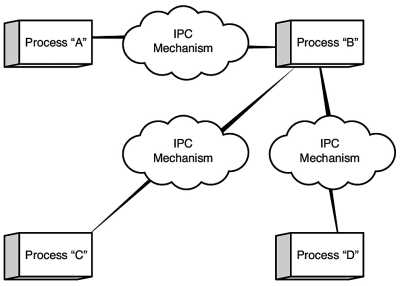 Process “A”
IPC
Mechanism
Process “B”
IPC
Mechanism
IPC
Mechanism
Process “C”
Process “D”